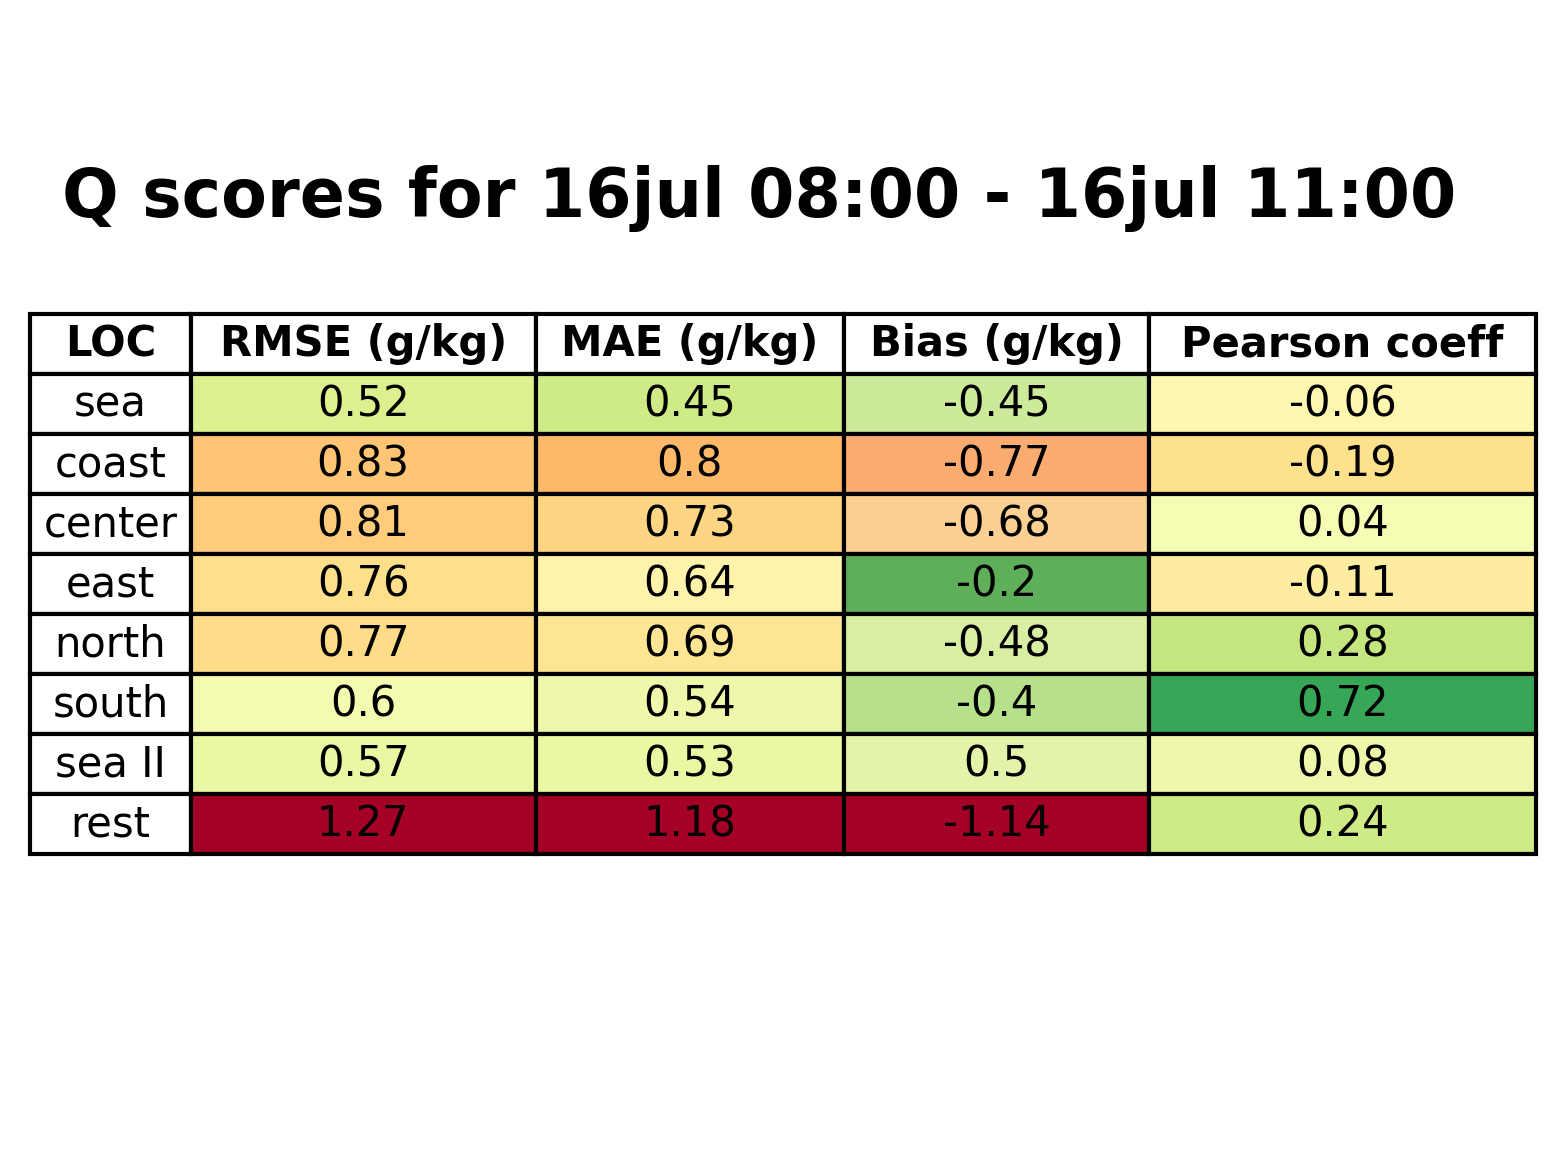 Q scores for 16jul 08:00 - 16jul 11:00
LOC RMSE (g/kg) MAE (g/kg) Bias (g/kg) Pearson coeff
sea 0.52 0.45 -0.45 -0.06
coast 0.83 0.8 -0.77 -0.19
center 0.81 0.73 -0.68 0.04
east 0.76 0.64 -0.2 -0.11
north 0.77 0.69 -0.48 0.28
south 0.6 0.54 -0.4 0.72
sea II 0.57 0.53 0.5 0.08
rest 1.27 1.18 -1.14 0.24